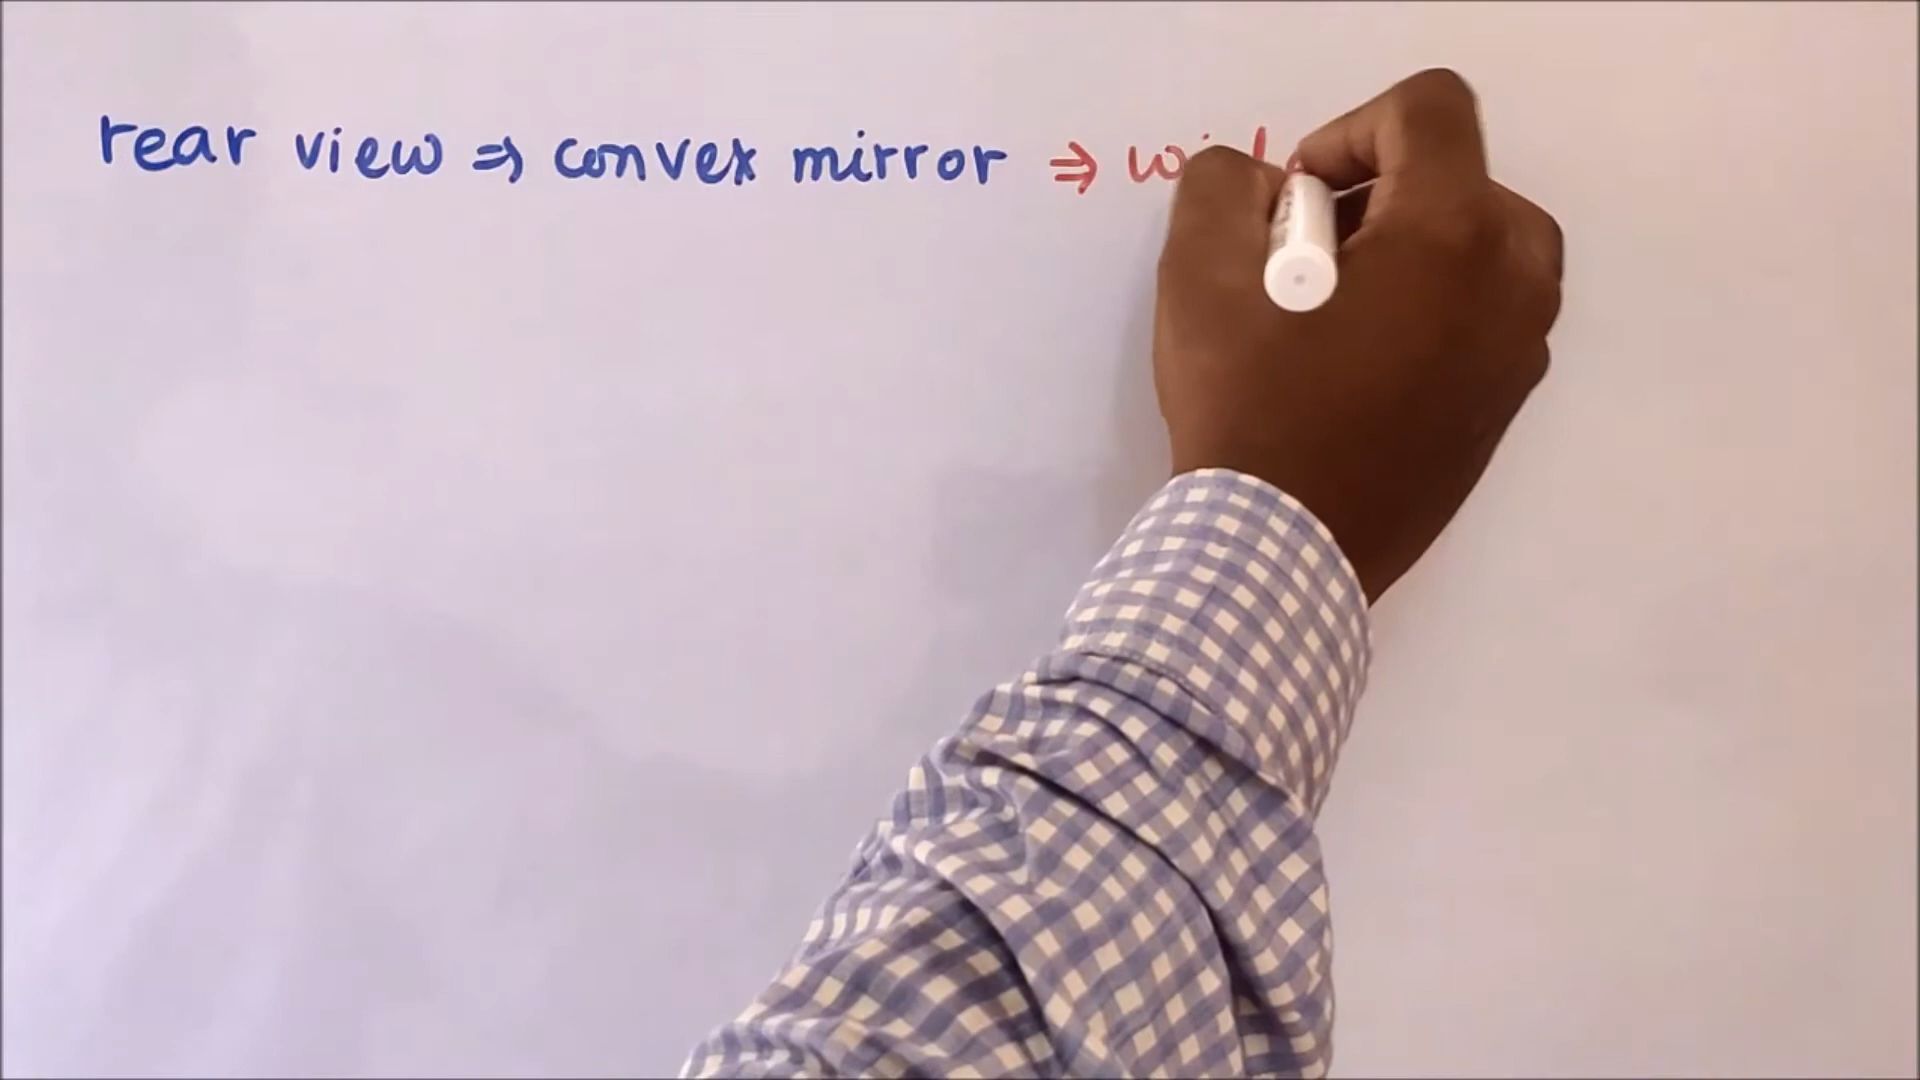 rear view ⇒ convex mirror ⇒